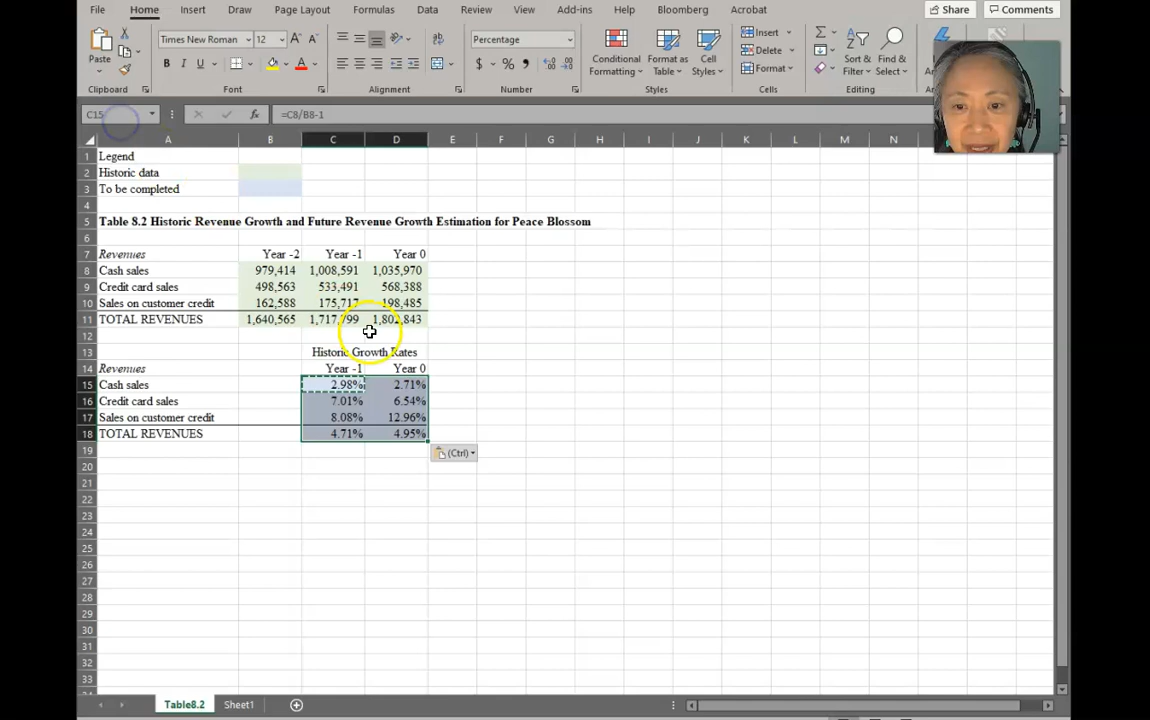 File Home Insert Draw Page Layout Formulas Data Review View Add-ins Help Bloomberg Acrobat Share Comments
Paste Times New Roman 12 A A Percentage Conditional Formatting Format as Table Cell Styles Insert Delete Format Sort & Filter Find & Select
B I U A $ % 9
Clipboard Font Alignment Number Styles Cells Editing
C15 fx =C8/B8-1
A B C D E F G H I J K L M N O
1 Legend
2 Historic data
3 To be completed
4
5 Table 8.2 Historic Revenue Growth and Future Revenue Growth Estimation for Peace Blossom
6
7 Revenues Year -2 Year -1 Year 0
8 Cash sales 979,414 1,008,591 1,035,970
9 Credit card sales 498,563 533,491 568,388
10 Sales on customer credit 162,588 175,717 198,485
11 TOTAL REVENUES 1,640,565 1,717,799 1,802,843
12
13 Historic Growth Rates
14 Revenues Year -1 Year 0
15 Cash sales 2.98% 2.71%
16 Credit card sales 7.01% 6.54%
17 Sales on customer credit 8.08% 12.96%
18 TOTAL REVENUES 4.71% 4.95%
19 (Ctrl)
20
21
22
23
24
25
26
27
28
29
30
31
32
33
Table8.2 Sheet1